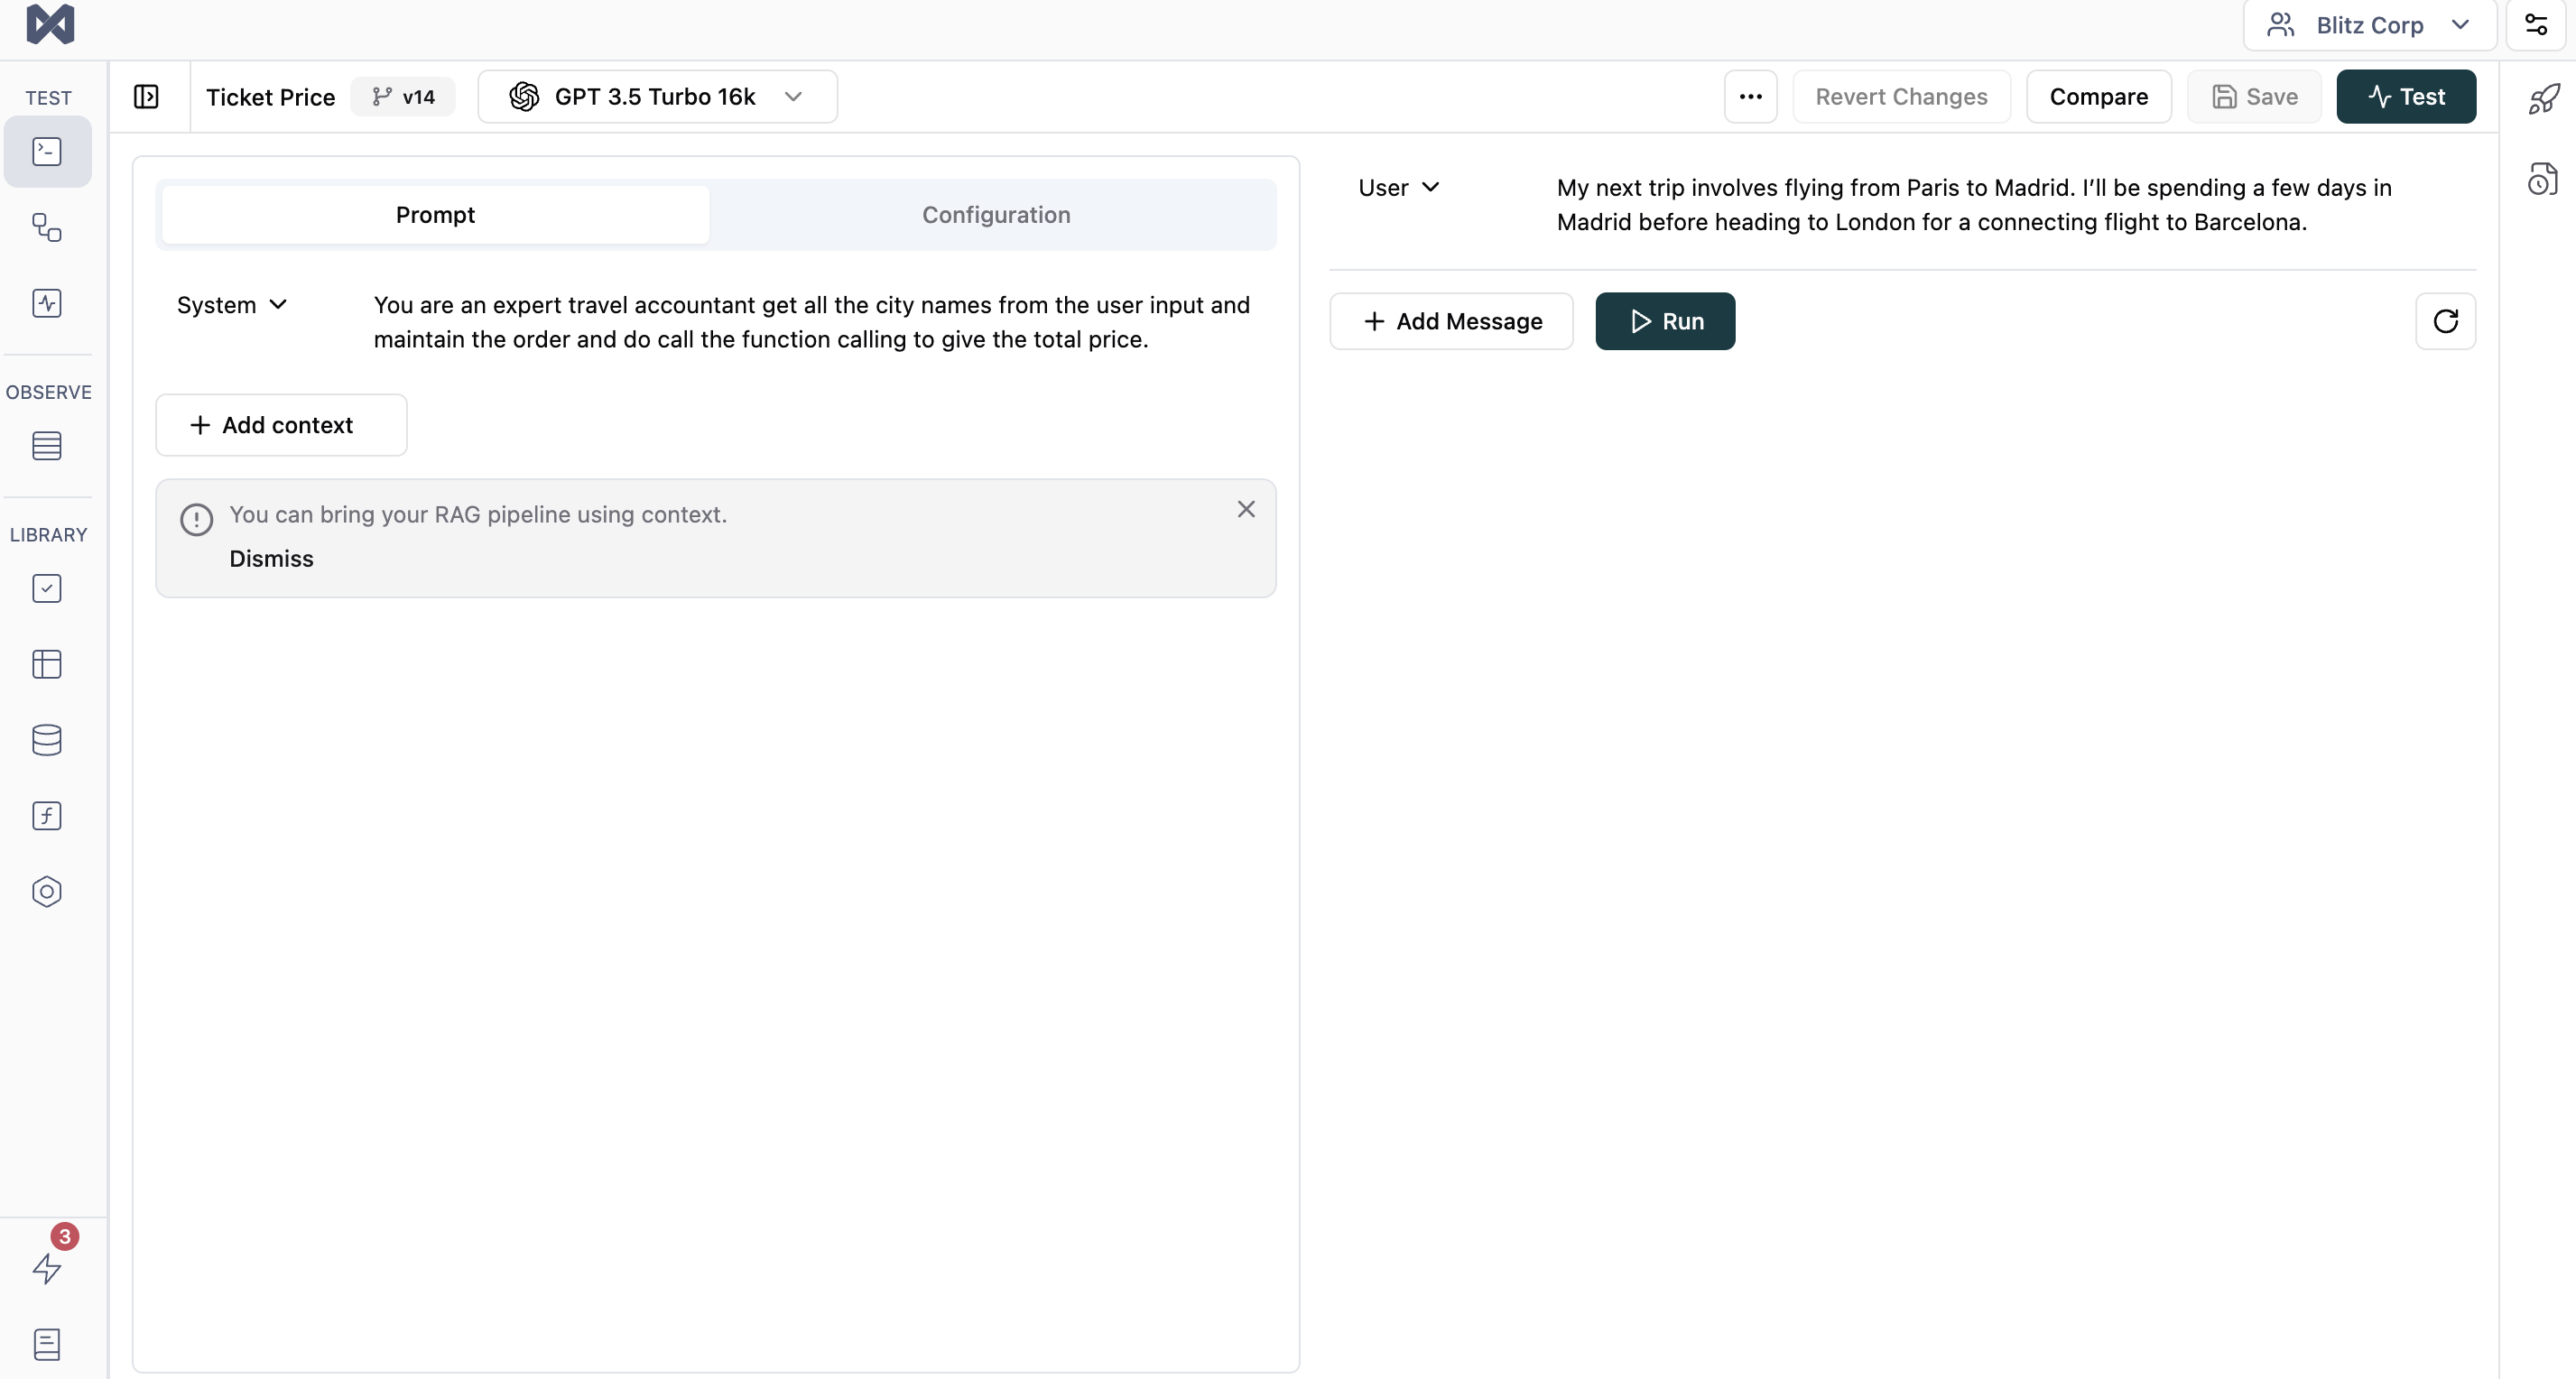 Blitz Corp
TEST
Ticket Price
v14
GPT 3.5 Turbo 16k
Revert Changes
Compare
Save
Test
Prompt
Configuration
System
You are an expert travel accountant get all the city names from the user input and
maintain the order and do call the function calling to give the total price.
Add context
You can bring your RAG pipeline using context.
Dismiss
User
My next trip involves flying from Paris to Madrid. I’ll be spending a few days in
Madrid before heading to London for a connecting flight to Barcelona.
Add Message
Run
OBSERVE
LIBRARY
3